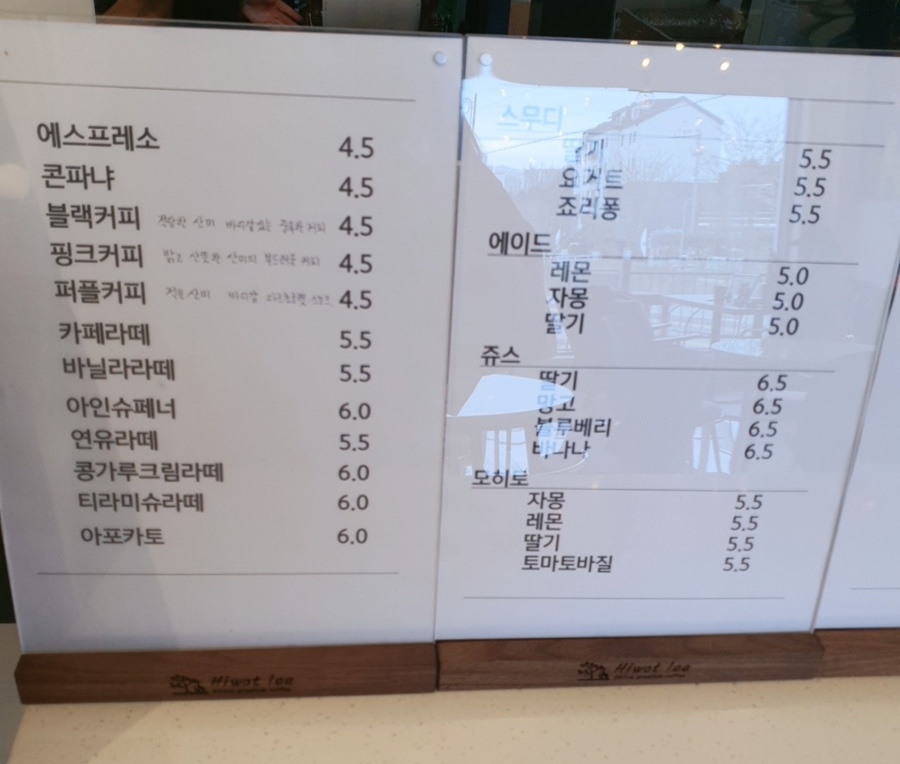 에스프레소 4.5
콘파냐 4.5
블랙커피 4.5
핑크커피 4.5
퍼플커피 4.5
카페라떼 5.5
바닐라라떼 5.5
아인슈페너 6.0
연유라떼 5.5
콩가루크림라떼 6.0
티라미슈라떼 6.0
아포카토 6.0
Hiwot lee
스무디
딸기 5.5
요거트 5.5
죠리퐁 5.5
에이드
레몬 5.0
자몽 5.0
딸기 5.0
쥬스
딸기 6.5
망고 6.5
블루베리 6.5
바나나 6.5
모히또
자몽 5.5
레몬 5.5
딸기 5.5
토마토바질 5.5
Hiwot lee